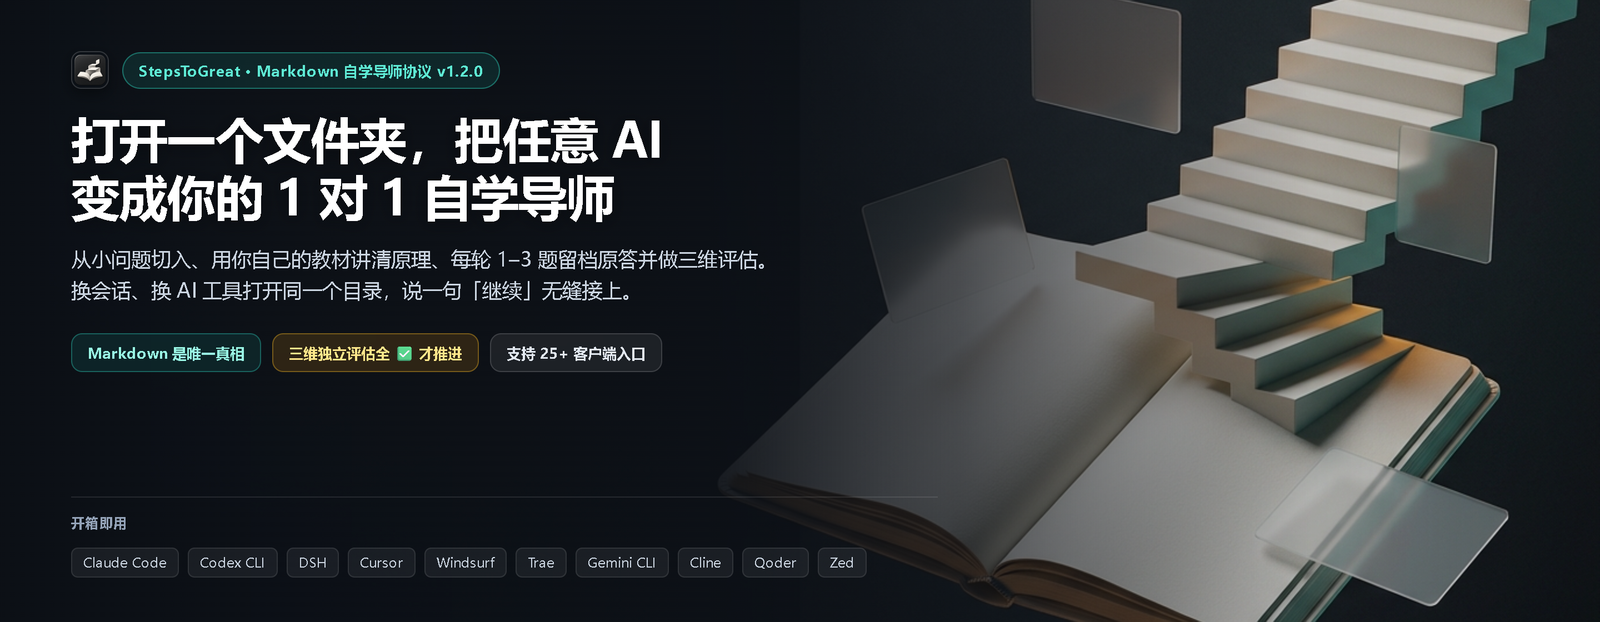 StepsToGreat • Markdown 自学导师协议 v1.2.0
打开一个文件夹，把任意 AI
变成你的 1 对 1 自学导师
从小问题切入、用你自己的教材讲清原理、每轮 1–3 题留档原答并做三维评估。
换会话、换 AI 工具打开同一个目录，说一句「继续」无缝接上。
Markdown 是唯一真相
三维独立评估全 ✅ 才推进
支持 25+ 客户端入口
开箱即用
Claude Code
Codex CLI
DSH
Cursor
Windsurf
Trae
Gemini CLI
Cline
Qoder
Zed